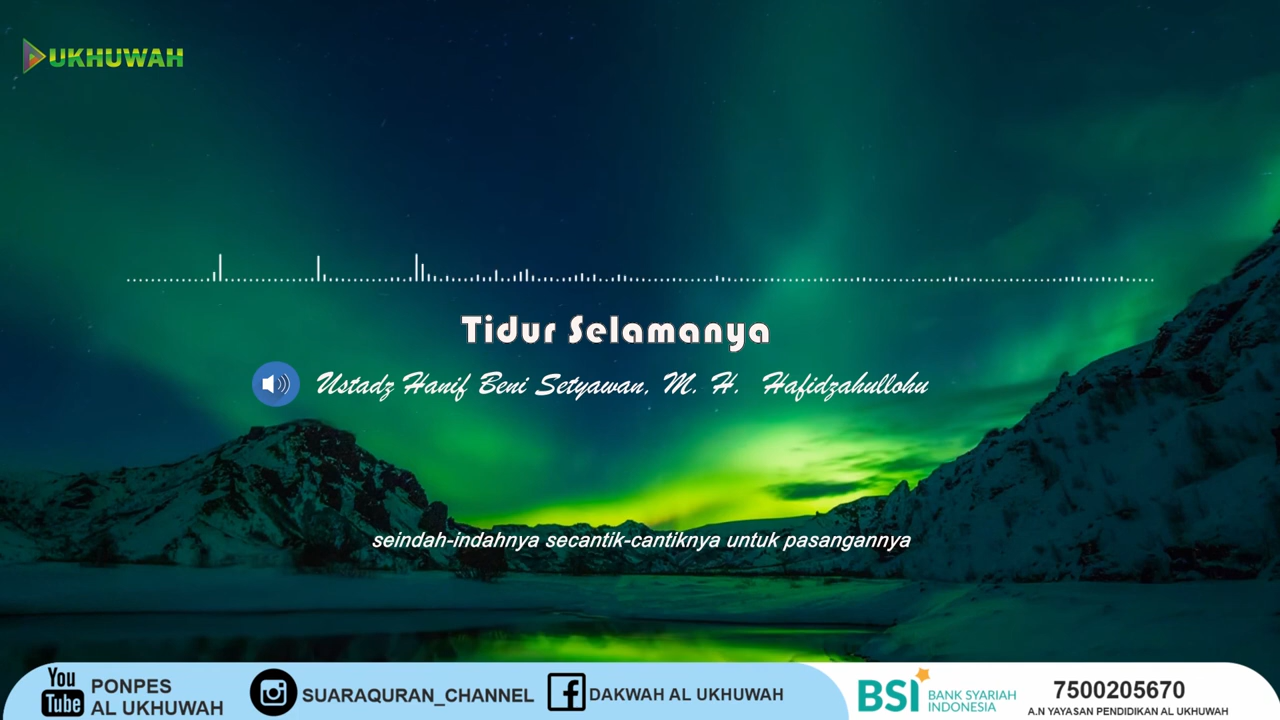 UKHUWAH
Tidur Selamanya
Ustadz Hanif Beni Setyawan, M. H. Hafidzahullohu
seindah-indahnya secantik-cantiknya untuk pasangannya
You
Tube
PONPES
AL UKHUWAH
SUARAQURAN_CHANNEL
DAKWAH AL UKHUWAH
BSI
BANK SYARIAH
INDONESIA
7500205670
A.N YAYASAN PENDIDIKAN AL UKHUWAH